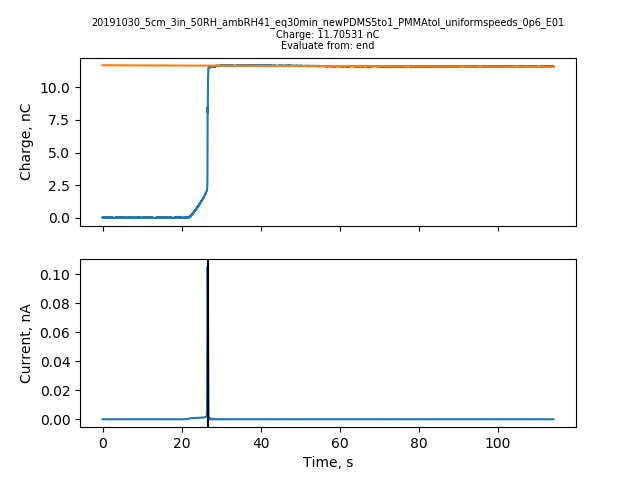 20191030_5cm_3in_50RH_ambRH41_eq30min_newPDMS5to1_PMMAtol_uniformspeeds_0p6_E01
Charge: 11.70531 nC
Evaluate from: end
10.0
7.5
5.0
2.5
0.0
Charge, nC
0.10
0.08
0.06
0.04
0.02
0.00
Current, nA
0 20 40 60 80 100
Time, s